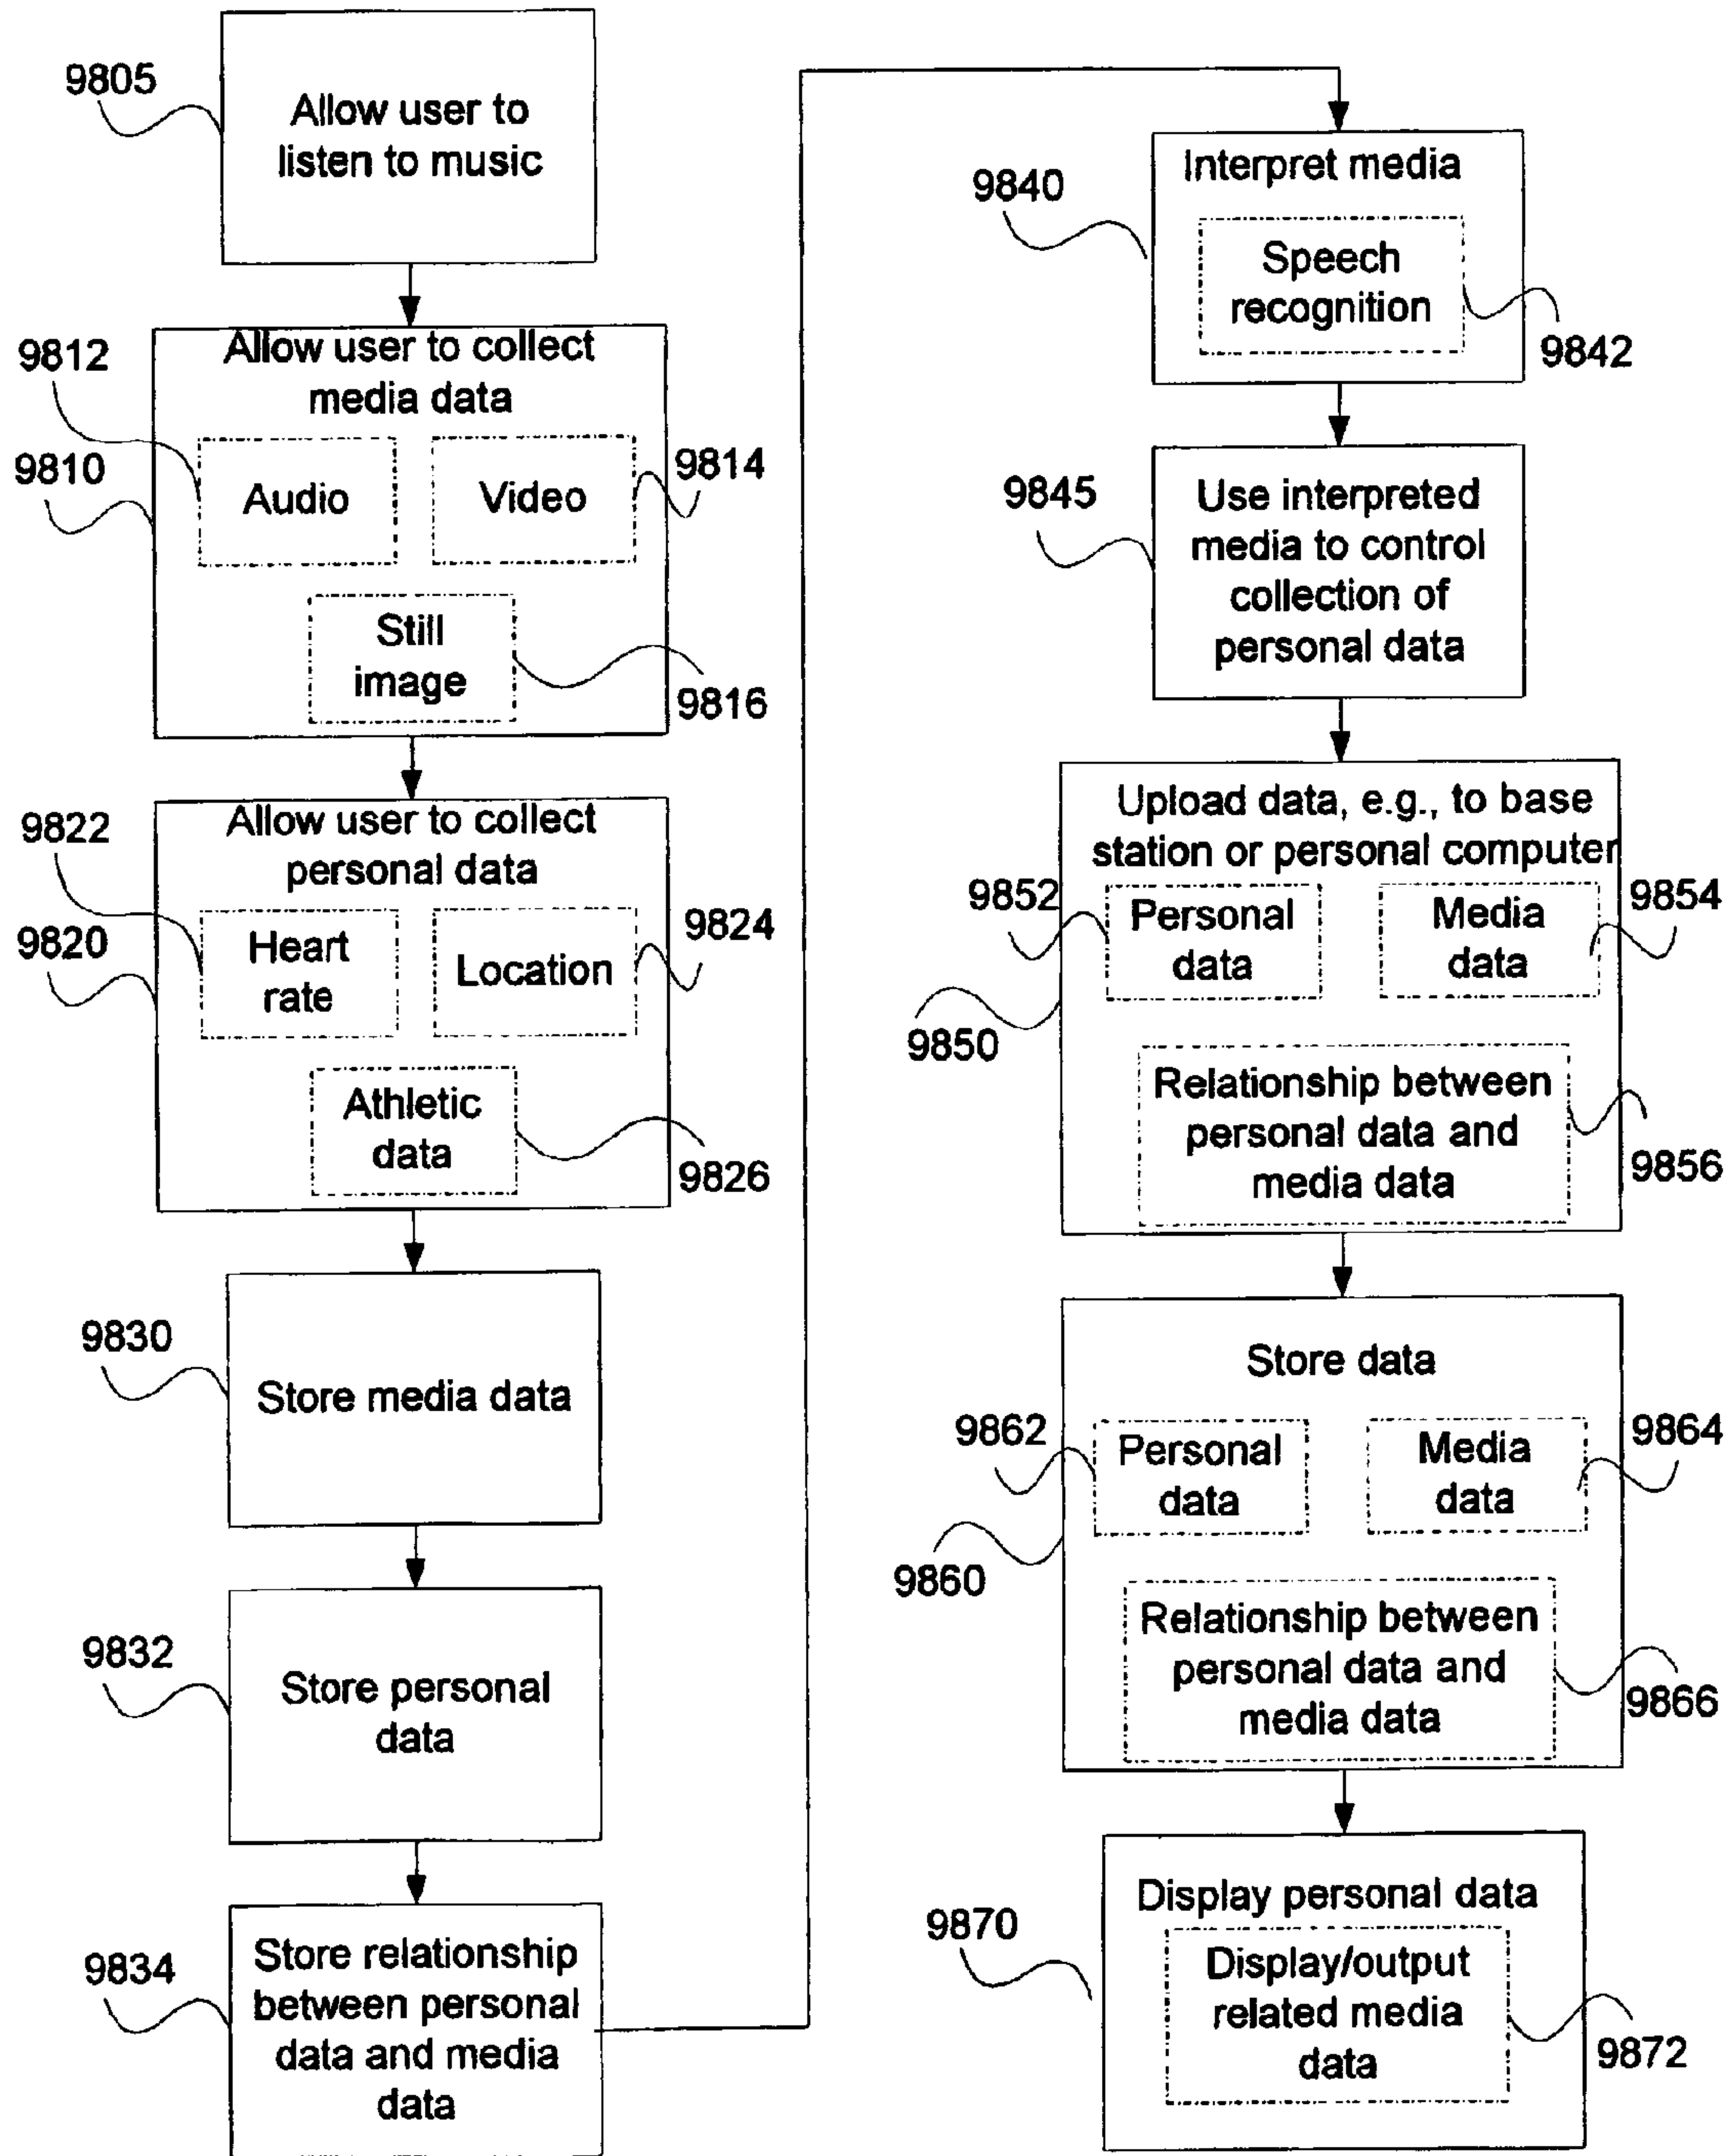 9805
Allow user to
listen to music
9812
9810
Allow user to collect
media data
Audio
Video
9814
Still
image
9816
9822
9820
Allow user to collect
personal data
Heart
rate
Location
9824
Athletic
data
9826
9830
Store media data
9832
Store personal
data
9834
Store relationship
between personal
data and media
data
9840
Interpret media
Speech
recognition
9842
9845
Use interpreted
media to control
collection of
personal data
Upload data, e.g., to base
station or personal computer
9852
Personal
data
Media
data
9854
9850
Relationship between
personal data and
media data
9856
Store data
9862
Personal
data
Media
data
9864
9860
Relationship between
personal data and
media data
9866
9870
Display personal data
Display/output
related media
data
9872